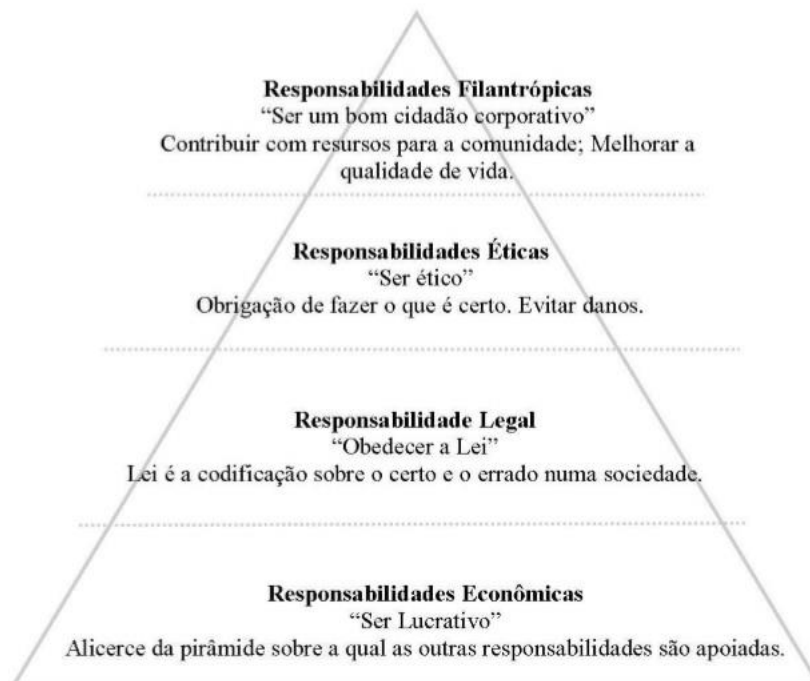 Responsabilidades Filantrópicas
“Ser um bom cidadão corporativo”
Contribuir com resursos para a comunidade; Melhorar a
qualidade de vida.
Responsabilidades Éticas
“Ser ético”
Obrigação de fazer o que é certo. Evitar danos.
Responsabilidade Legal
“Obedecer a Lei”
Lei é a codificação sobre o certo e o errado numa sociedade.
Responsabilidades Econômicas
“Ser Lucrativo”
Alicerce da pirâmide sobre a qual as outras responsabilidades são apoiadas.